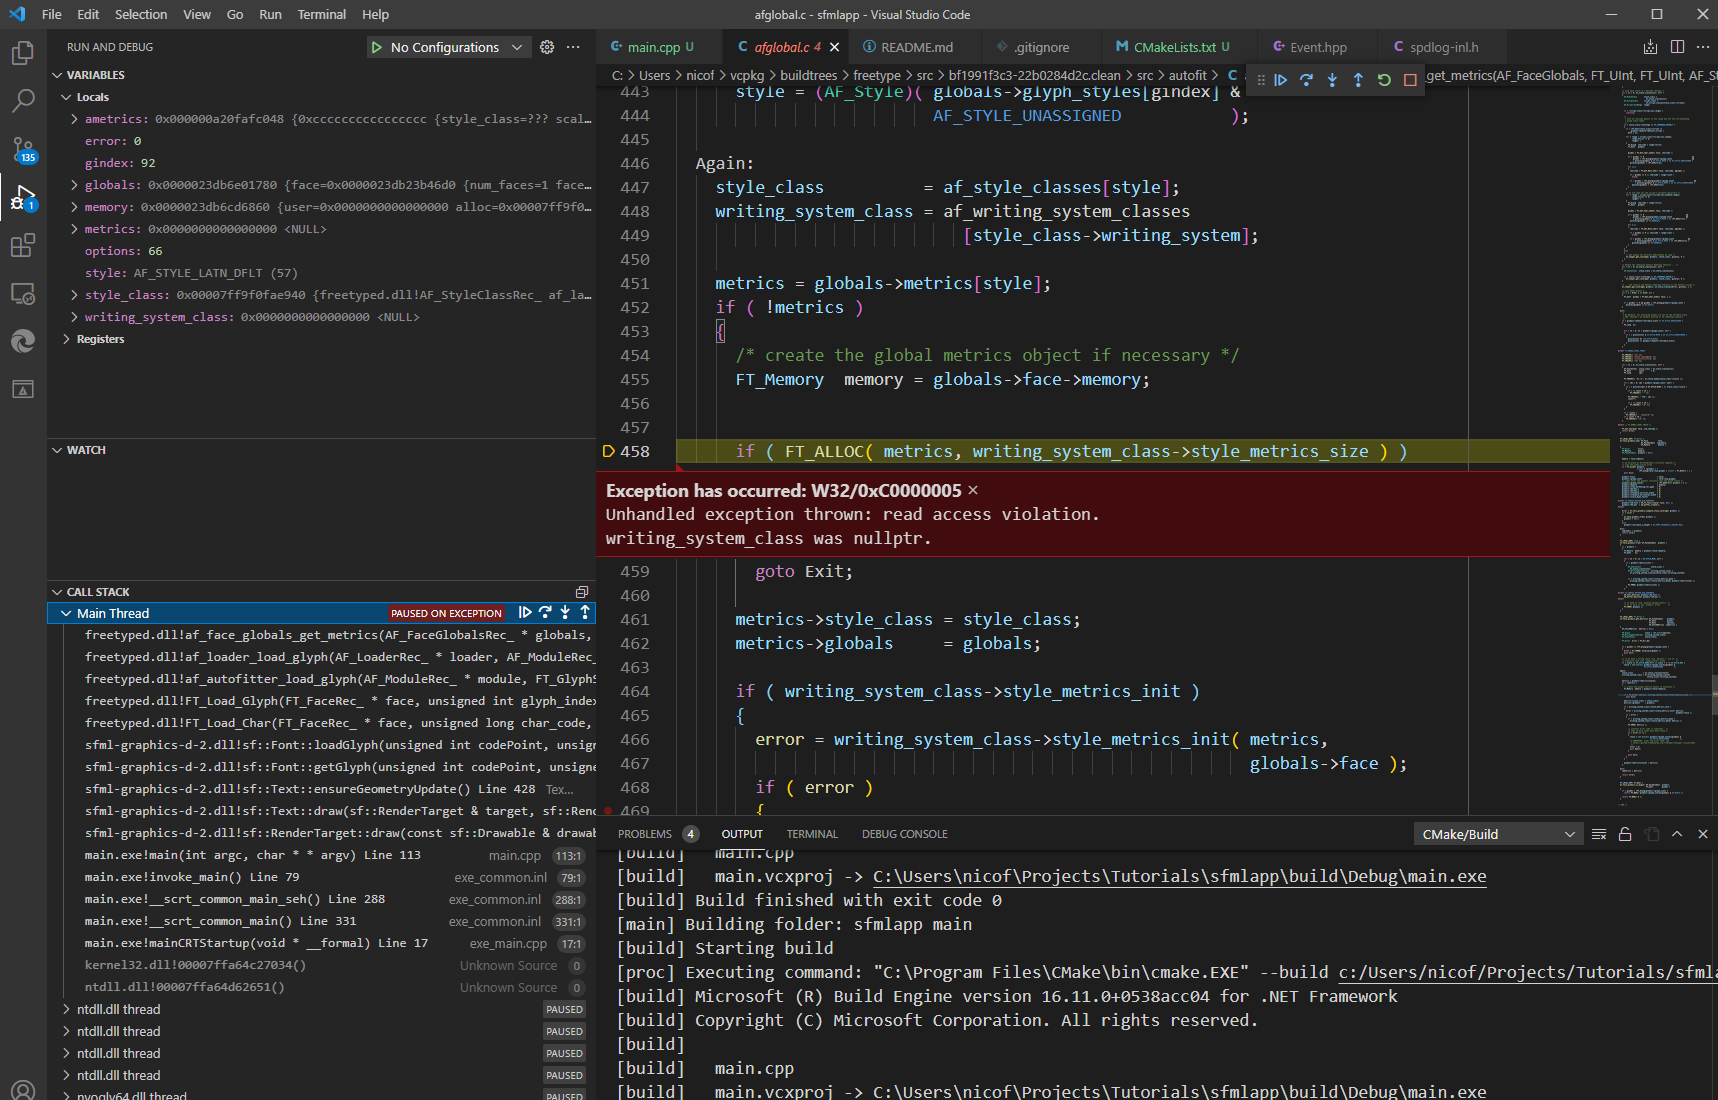 File Edit Selection View Go Run Terminal Help
afglobal.c - sfmlapp - Visual Studio Code
RUN AND DEBUG
No Configurations
VARIABLES
Locals
ametrics: 0x000000a20fafc048 {0xcccccccccccccccc {style_class=??? scal…
error: 0
gindex: 92
globals: 0x0000023db6e01780 {face=0x0000023db23b46d0 {num_faces=1 face…
memory: 0x0000023db6cd6860 {user=0x0000000000000000 alloc=0x00007ff9f0…
metrics: 0x0000000000000000 <NULL>
options: 66
style: AF_STYLE_LATN_DFLT (57)
style_class: 0x00007ff9f0fae940 {freetyped.dll!AF_StyleClassRec_ af_la…
writing_system_class: 0x0000000000000000 <NULL>
Registers
135
1
WATCH
CALL STACK
Main Thread PAUSED ON EXCEPTION
freetyped.dll!af_face_globals_get_metrics(AF_FaceGlobalsRec_ * globals,
freetyped.dll!af_loader_load_glyph(AF_LoaderRec_ * loader, AF_ModuleRec_
freetyped.dll!af_autofitter_load_glyph(AF_ModuleRec_ * module, FT_GlyphS
freetyped.dll!FT_Load_Glyph(FT_FaceRec_ * face, unsigned int glyph_index
freetyped.dll!FT_Load_Char(FT_FaceRec_ * face, unsigned long char_code,
sfml-graphics-d-2.dll!sf::Font::loadGlyph(unsigned int codePoint, unsign
sfml-graphics-d-2.dll!sf::Font::getGlyph(unsigned int codePoint, unsigne
sfml-graphics-d-2.dll!sf::Text::ensureGeometryUpdate() Line 428 Tex…
sfml-graphics-d-2.dll!sf::Text::draw(sf::RenderTarget & target, sf::Rend
sfml-graphics-d-2.dll!sf::RenderTarget::draw(const sf::Drawable & drawab
main.exe!main(int argc, char * * argv) Line 113 main.cpp 113:1
main.exe!invoke_main() Line 79 exe_common.inl 79:1
main.exe!__scrt_common_main_seh() Line 288 exe_common.inl 288:1
main.exe!__scrt_common_main() Line 331 exe_common.inl 331:1
main.exe!mainCRTStartup(void * __formal) Line 17 exe_main.cpp 17:1
kernel32.dll!00007ffa64c27034() Unknown Source 0
ntdll.dll!00007ffa64d62651() Unknown Source 0
ntdll.dll thread PAUSED
ntdll.dll thread PAUSED
ntdll.dll thread PAUSED
ntdll.dll thread PAUSED
nvoglv64.dll thread PAUSED
main.cpp U
afglobal.c 4
README.md
.gitignore
CMakeLists.txt U
Event.hpp
spdlog-inl.h
C: > Users > nicof > vcpkg > buildtrees > freetype > src > bf1991f3c3-22b0284d2c.clean > src > autofit > C
get_metrics(AF_FaceGlobals, FT_UInt, FT_UInt, AF_St
443 style = (AF_Style)( globals->glyph_styles[gindex] &
444 AF_STYLE_UNASSIGNED );
445
446 Again:
447 style_class = af_style_classes[style];
448 writing_system_class = af_writing_system_classes
449 [style_class->writing_system];
450
451 metrics = globals->metrics[style];
452 if ( !metrics )
453 {
454 /* create the global metrics object if necessary */
455 FT_Memory memory = globals->face->memory;
456
457
458 if ( FT_ALLOC( metrics, writing_system_class->style_metrics_size ) )
Exception has occurred: W32/0xC0000005
Unhandled exception thrown: read access violation.
writing_system_class was nullptr.
459 goto Exit;
460
461 metrics->style_class = style_class;
462 metrics->globals = globals;
463
464 if ( writing_system_class->style_metrics_init )
465 {
466 error = writing_system_class->style_metrics_init( metrics,
467 globals->face );
468 if ( error )
469 {
PROBLEMS 4 OUTPUT TERMINAL DEBUG CONSOLE
CMake/Build
[build] main.cpp
[build] main.vcxproj -> C:\Users\nicof\Projects\Tutorials\sfmlapp\build\Debug\main.exe
[build] Build finished with exit code 0
[main] Building folder: sfmlapp main
[build] Starting build
[proc] Executing command: "C:\Program Files\CMake\bin\cmake.EXE" --build c:/Users/nicof/Projects/Tutorials/sfmla
[build] Microsoft (R) Build Engine version 16.11.0+0538acc04 for .NET Framework
[build] Copyright (C) Microsoft Corporation. All rights reserved.
[build]
[build] main.cpp
[build] main.vcxproj -> C:\Users\nicof\Projects\Tutorials\sfmlapp\build\Debug\main.exe